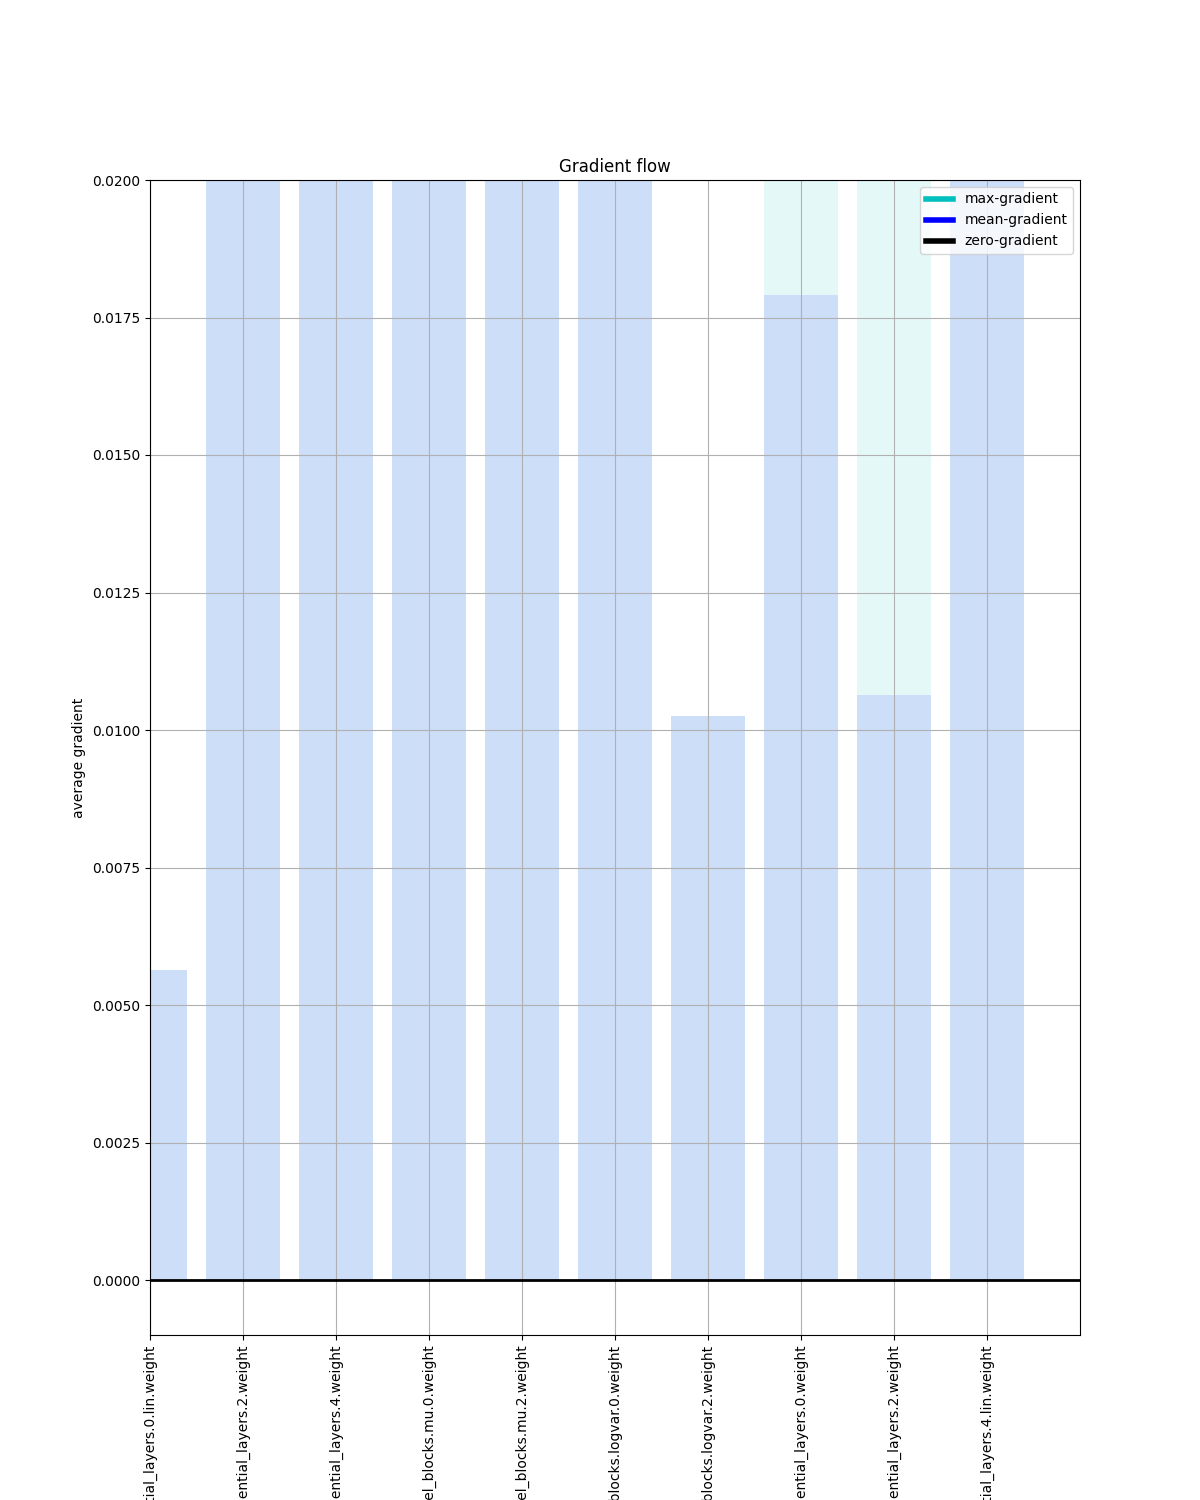 Gradient flow
max-gradient
mean-gradient
zero-gradient
0.0200
0.0175
0.0150
0.0125
0.0100
0.0075
0.0050
0.0025
0.0000
average gradient
tial_layers.0.lin.weight
ential_layers.2.weight
ential_layers.4.weight
el_blocks.mu.0.weight
el_blocks.mu.2.weight
blocks.logvar.0.weight
blocks.logvar.2.weight
ential_layers.0.weight
ential_layers.2.weight
tial_layers.4.lin.weight